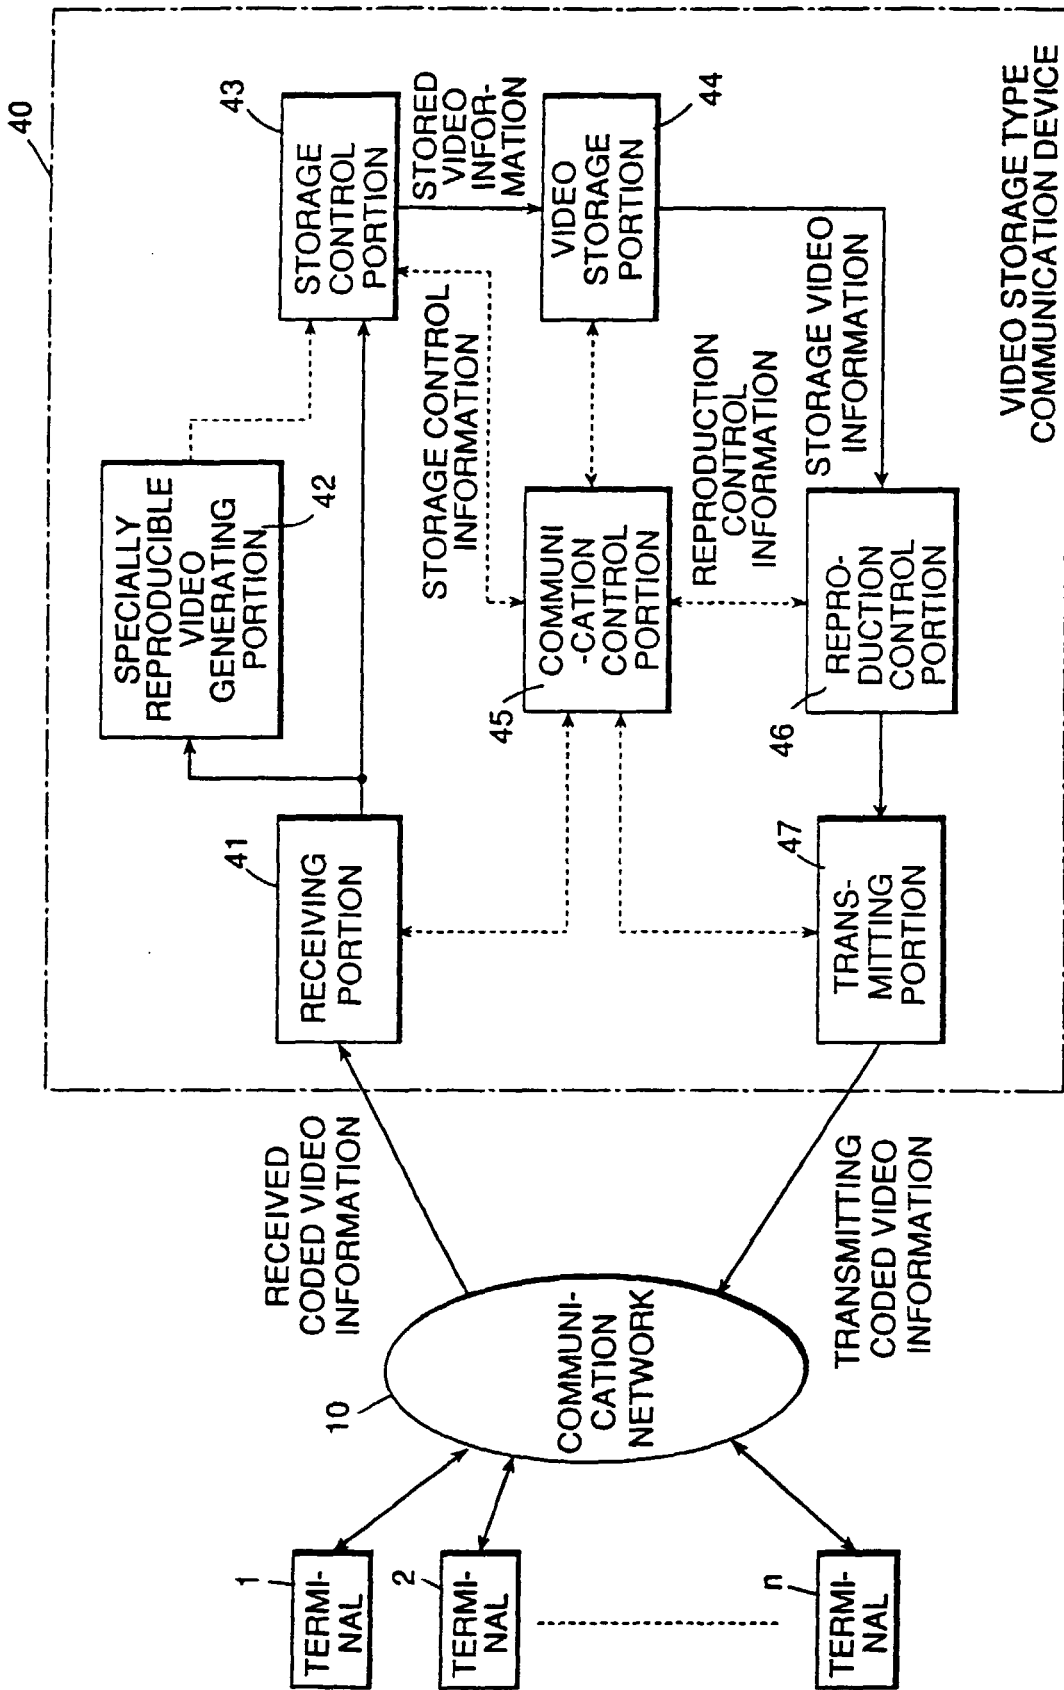 40
SPECIALLY
REPRODUCIBLE
VIDEO
GENERATING
PORTION
42
43
STORAGE
CONTROL
PORTION
41
RECEIVING
PORTION
RECEIVED
CODED VIDEO
INFORMATION
STORED
VIDEO
INFOR-
MATION
STORAGE CONTROL
INFORMATION
1
TERMI-
NAL
2
TERMI-
NAL
n
TERMI-
NAL
10
COMMUNI-
CATION
NETWORK
45
COMMUNI
-CATION
CONTROL
PORTION
44
VIDEO
STORAGE
PORTION
REPRODUCTION
CONTROL
INFORMATION
STORAGE VIDEO
INFORMATION
TRANSMITTING
CODED VIDEO
INFORMATION
47
TRANS-
MITTING
PORTION
46
REPRO-
DUCTION
CONTROL
PORTION
VIDEO STORAGE TYPE
COMMUNICATION DEVICE